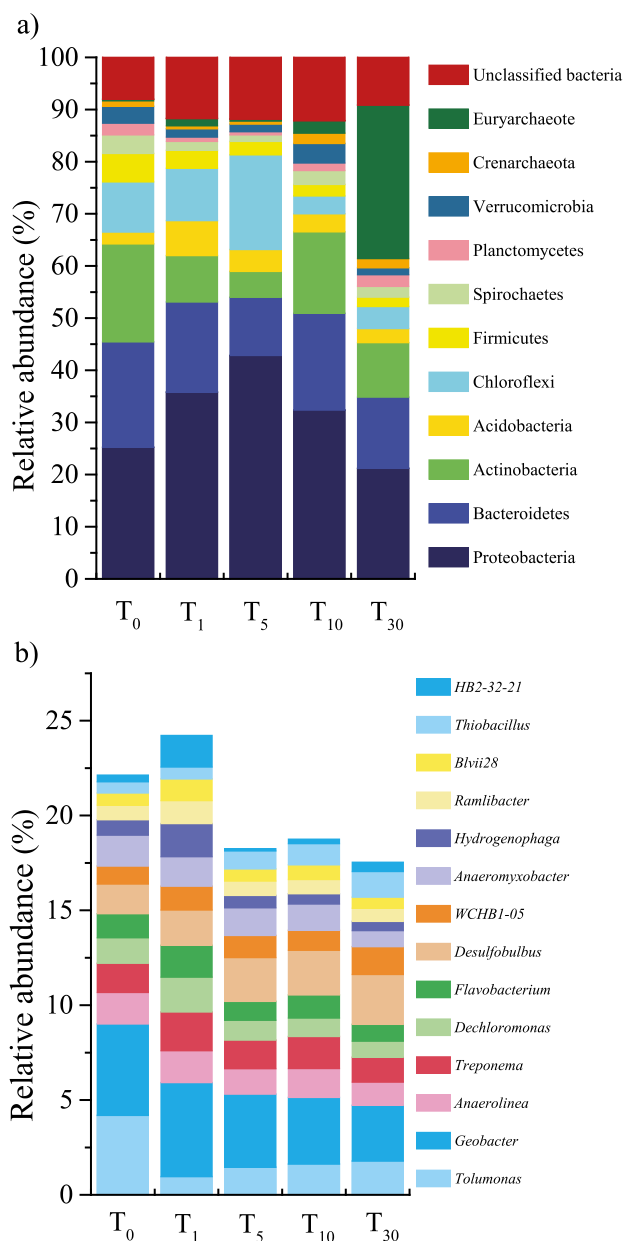 a)
Relative abundance (%)
100
90
80
70
60
50
40
30
20
10
0
T0 T1 T5 T10 T30
Unclassified bacteria
Euryarchaeote
Crenarchaeota
Verrucomicrobia
Planctomycetes
Spirochaetes
Firmicutes
Chloroflexi
Acidobacteria
Actinobacteria
Bacteroidetes
Proteobacteria
b)
Relative abundance (%)
25
20
15
10
5
0
T0 T1 T5 T10 T30
HB2-32-21
Thiobacillus
Blvii28
Ramlibacter
Hydrogenophaga
Anaeromyxobacter
WCHB1-05
Desulfobulbus
Flavobacterium
Dechloromonas
Treponema
Anaerolinea
Geobacter
Tolumonas